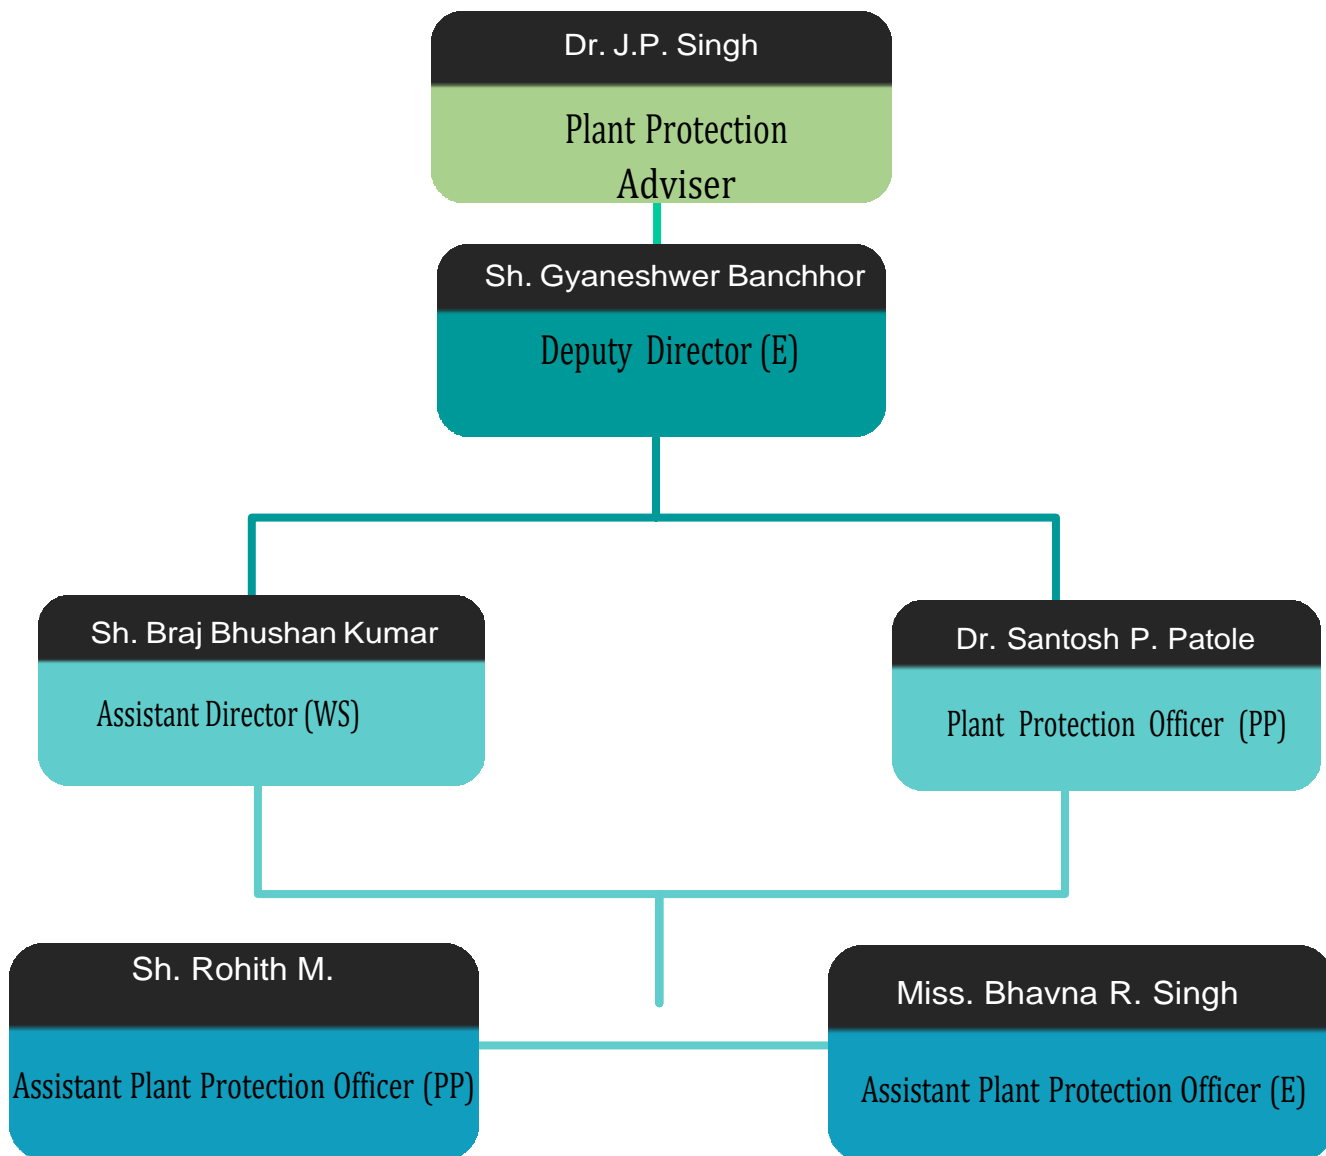 Dr. J.P. Singh
Plant Protection
Adviser
Sh. Gyaneshwer Banchhor
Deputy Director (E)
Sh. Braj Bhushan Kumar
Assistant Director (WS)
Dr. Santosh P. Patole
Plant Protection Officer (PP)
Sh. Rohith M.
Assistant Plant Protection Officer (PP)
Miss. Bhavna R. Singh
Assistant Plant Protection Officer (E)